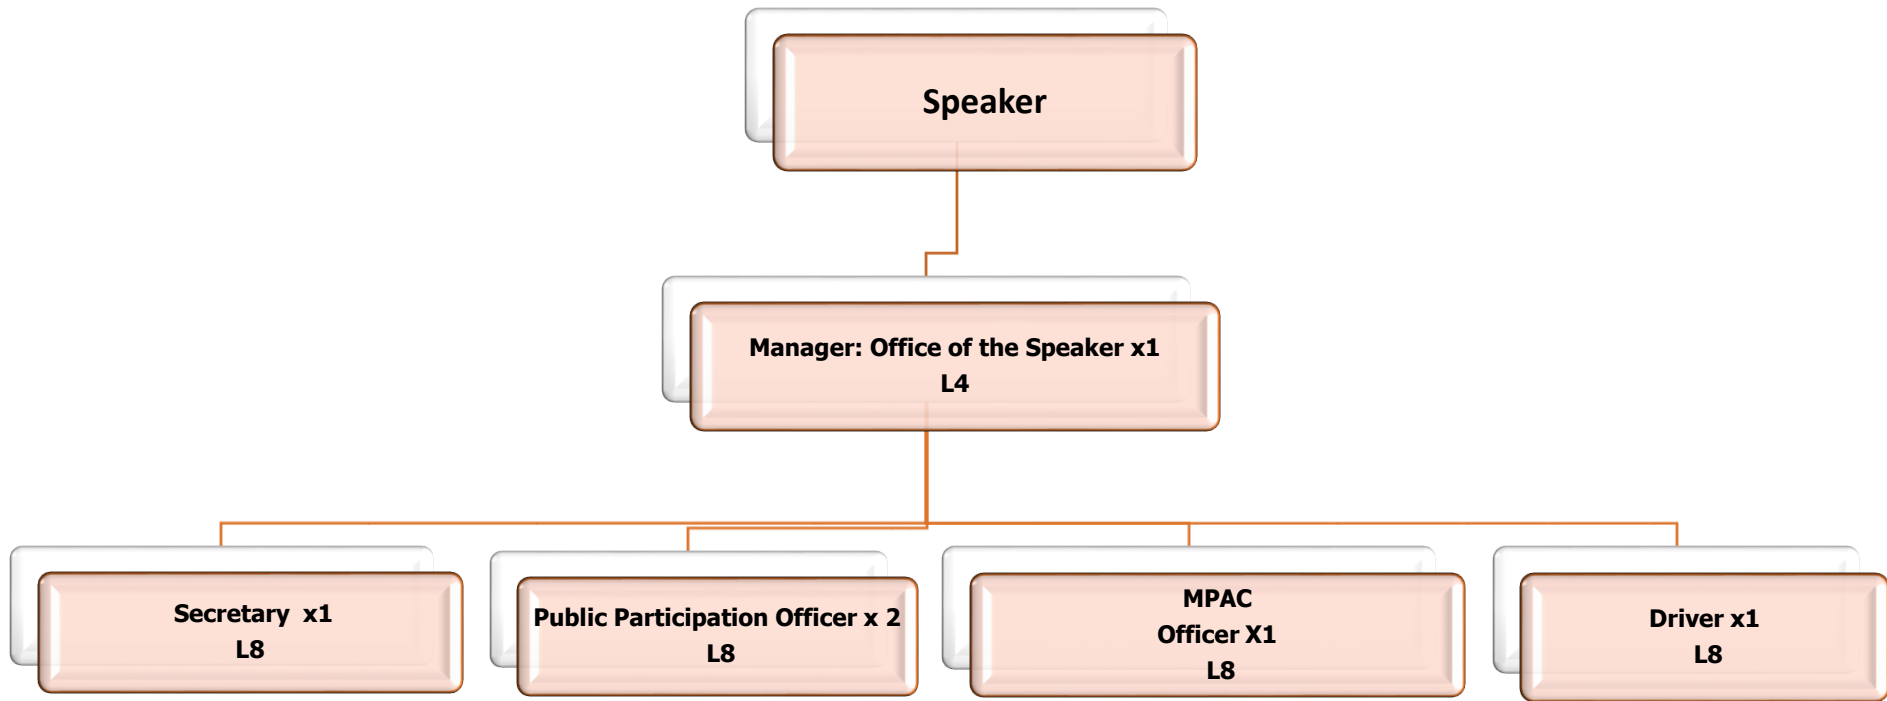 Speaker
Manager: Office of the Speaker x1
L4
Secretary  x1
L8
Public Participation Officer x 2
L8
MPAC
Officer X1
L8
Driver x1
L8